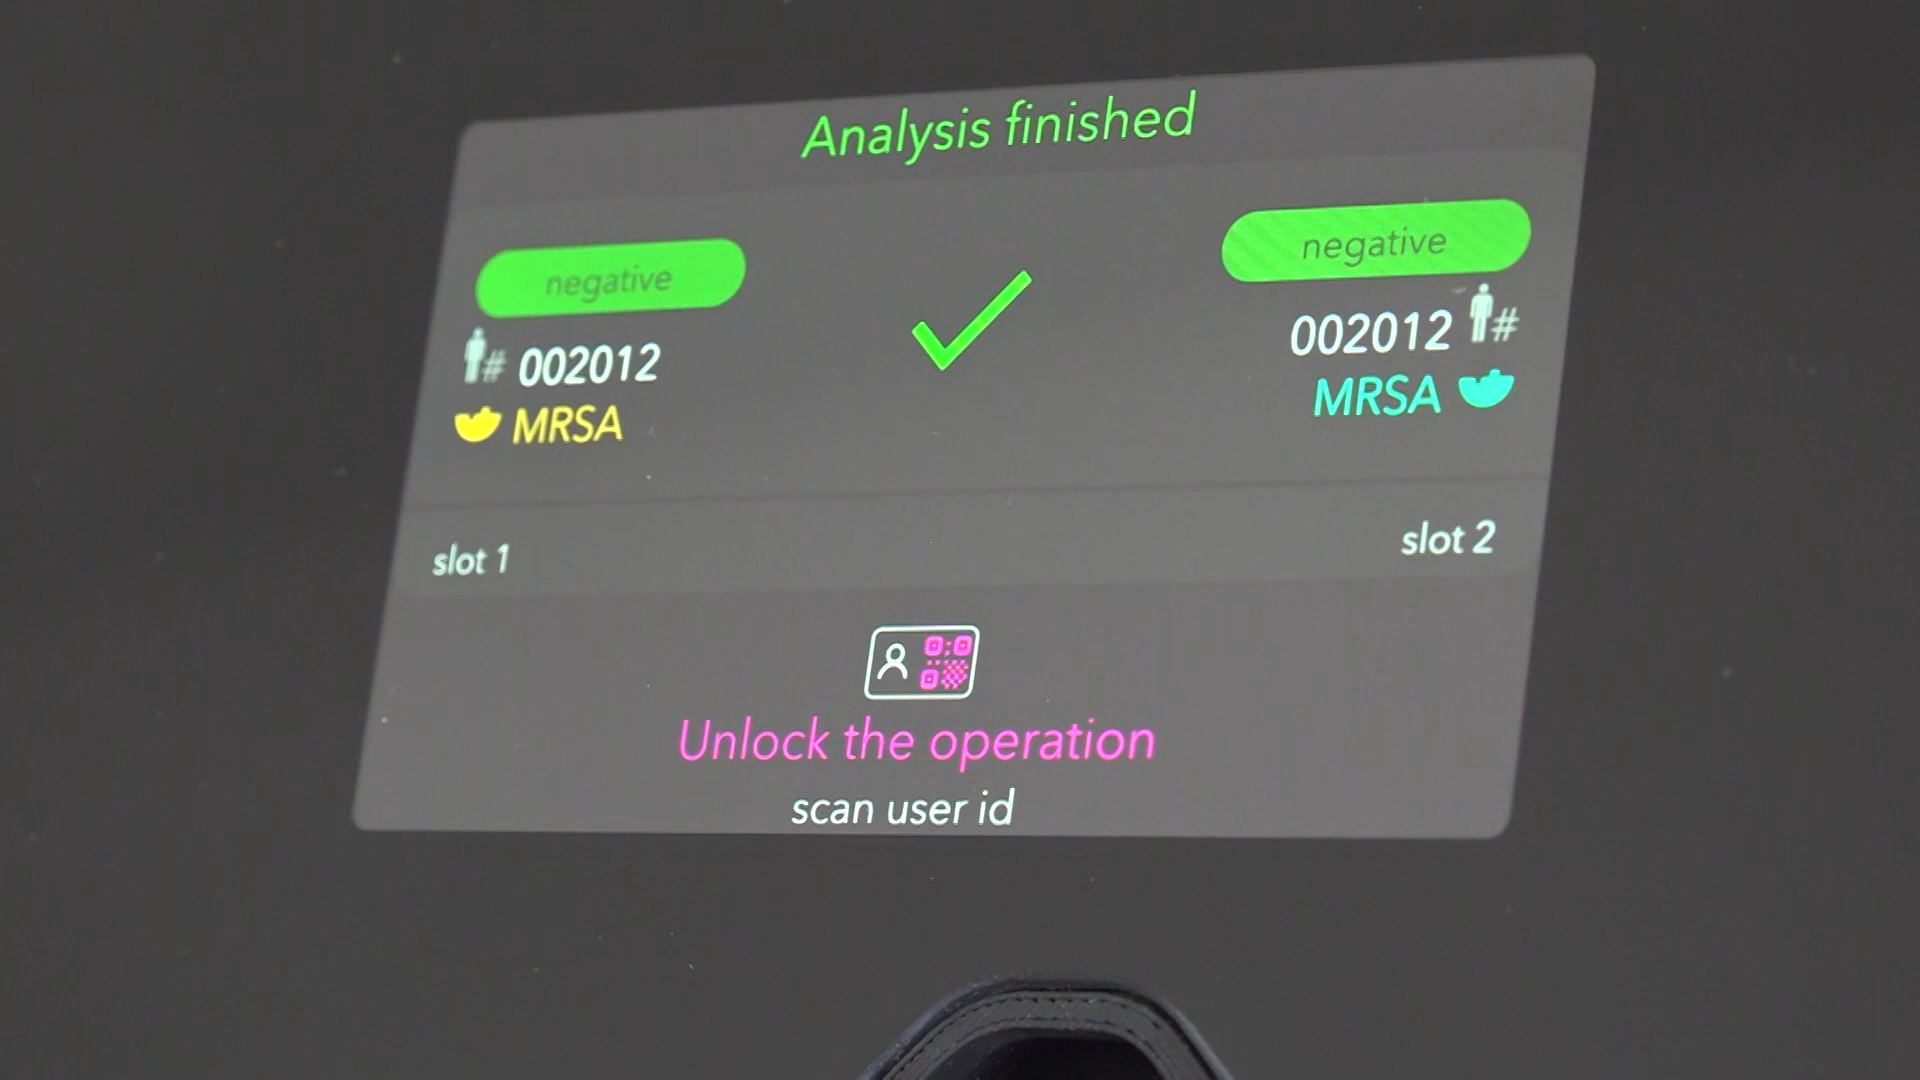 Analysis finished
negative
# 002012
MRSA
negative
002012 #
MRSA
slot 1
slot 2
Unlock the operation
scan user id